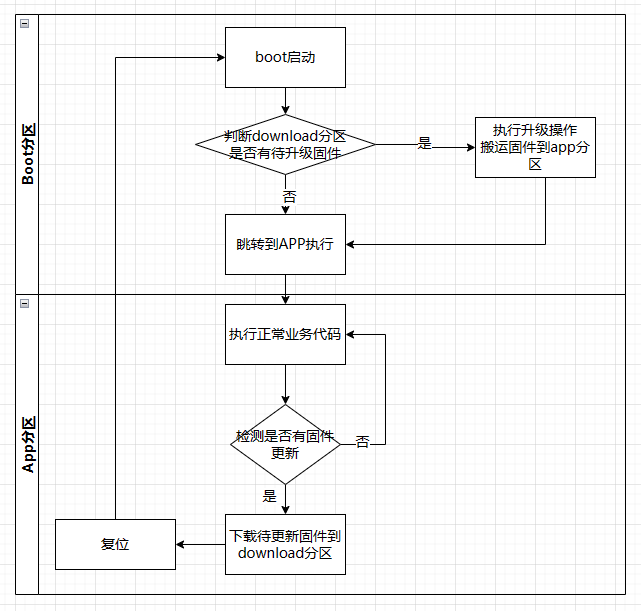 Boot分区
boot启动
判断download分区
是否有待升级固件
是
执行升级操作
搬运固件到app分
区
否
跳转到APP执行
App分区
执行正常业务代码
检测是否有固件
更新
否
是
下载待更新固件到
download分区
复位